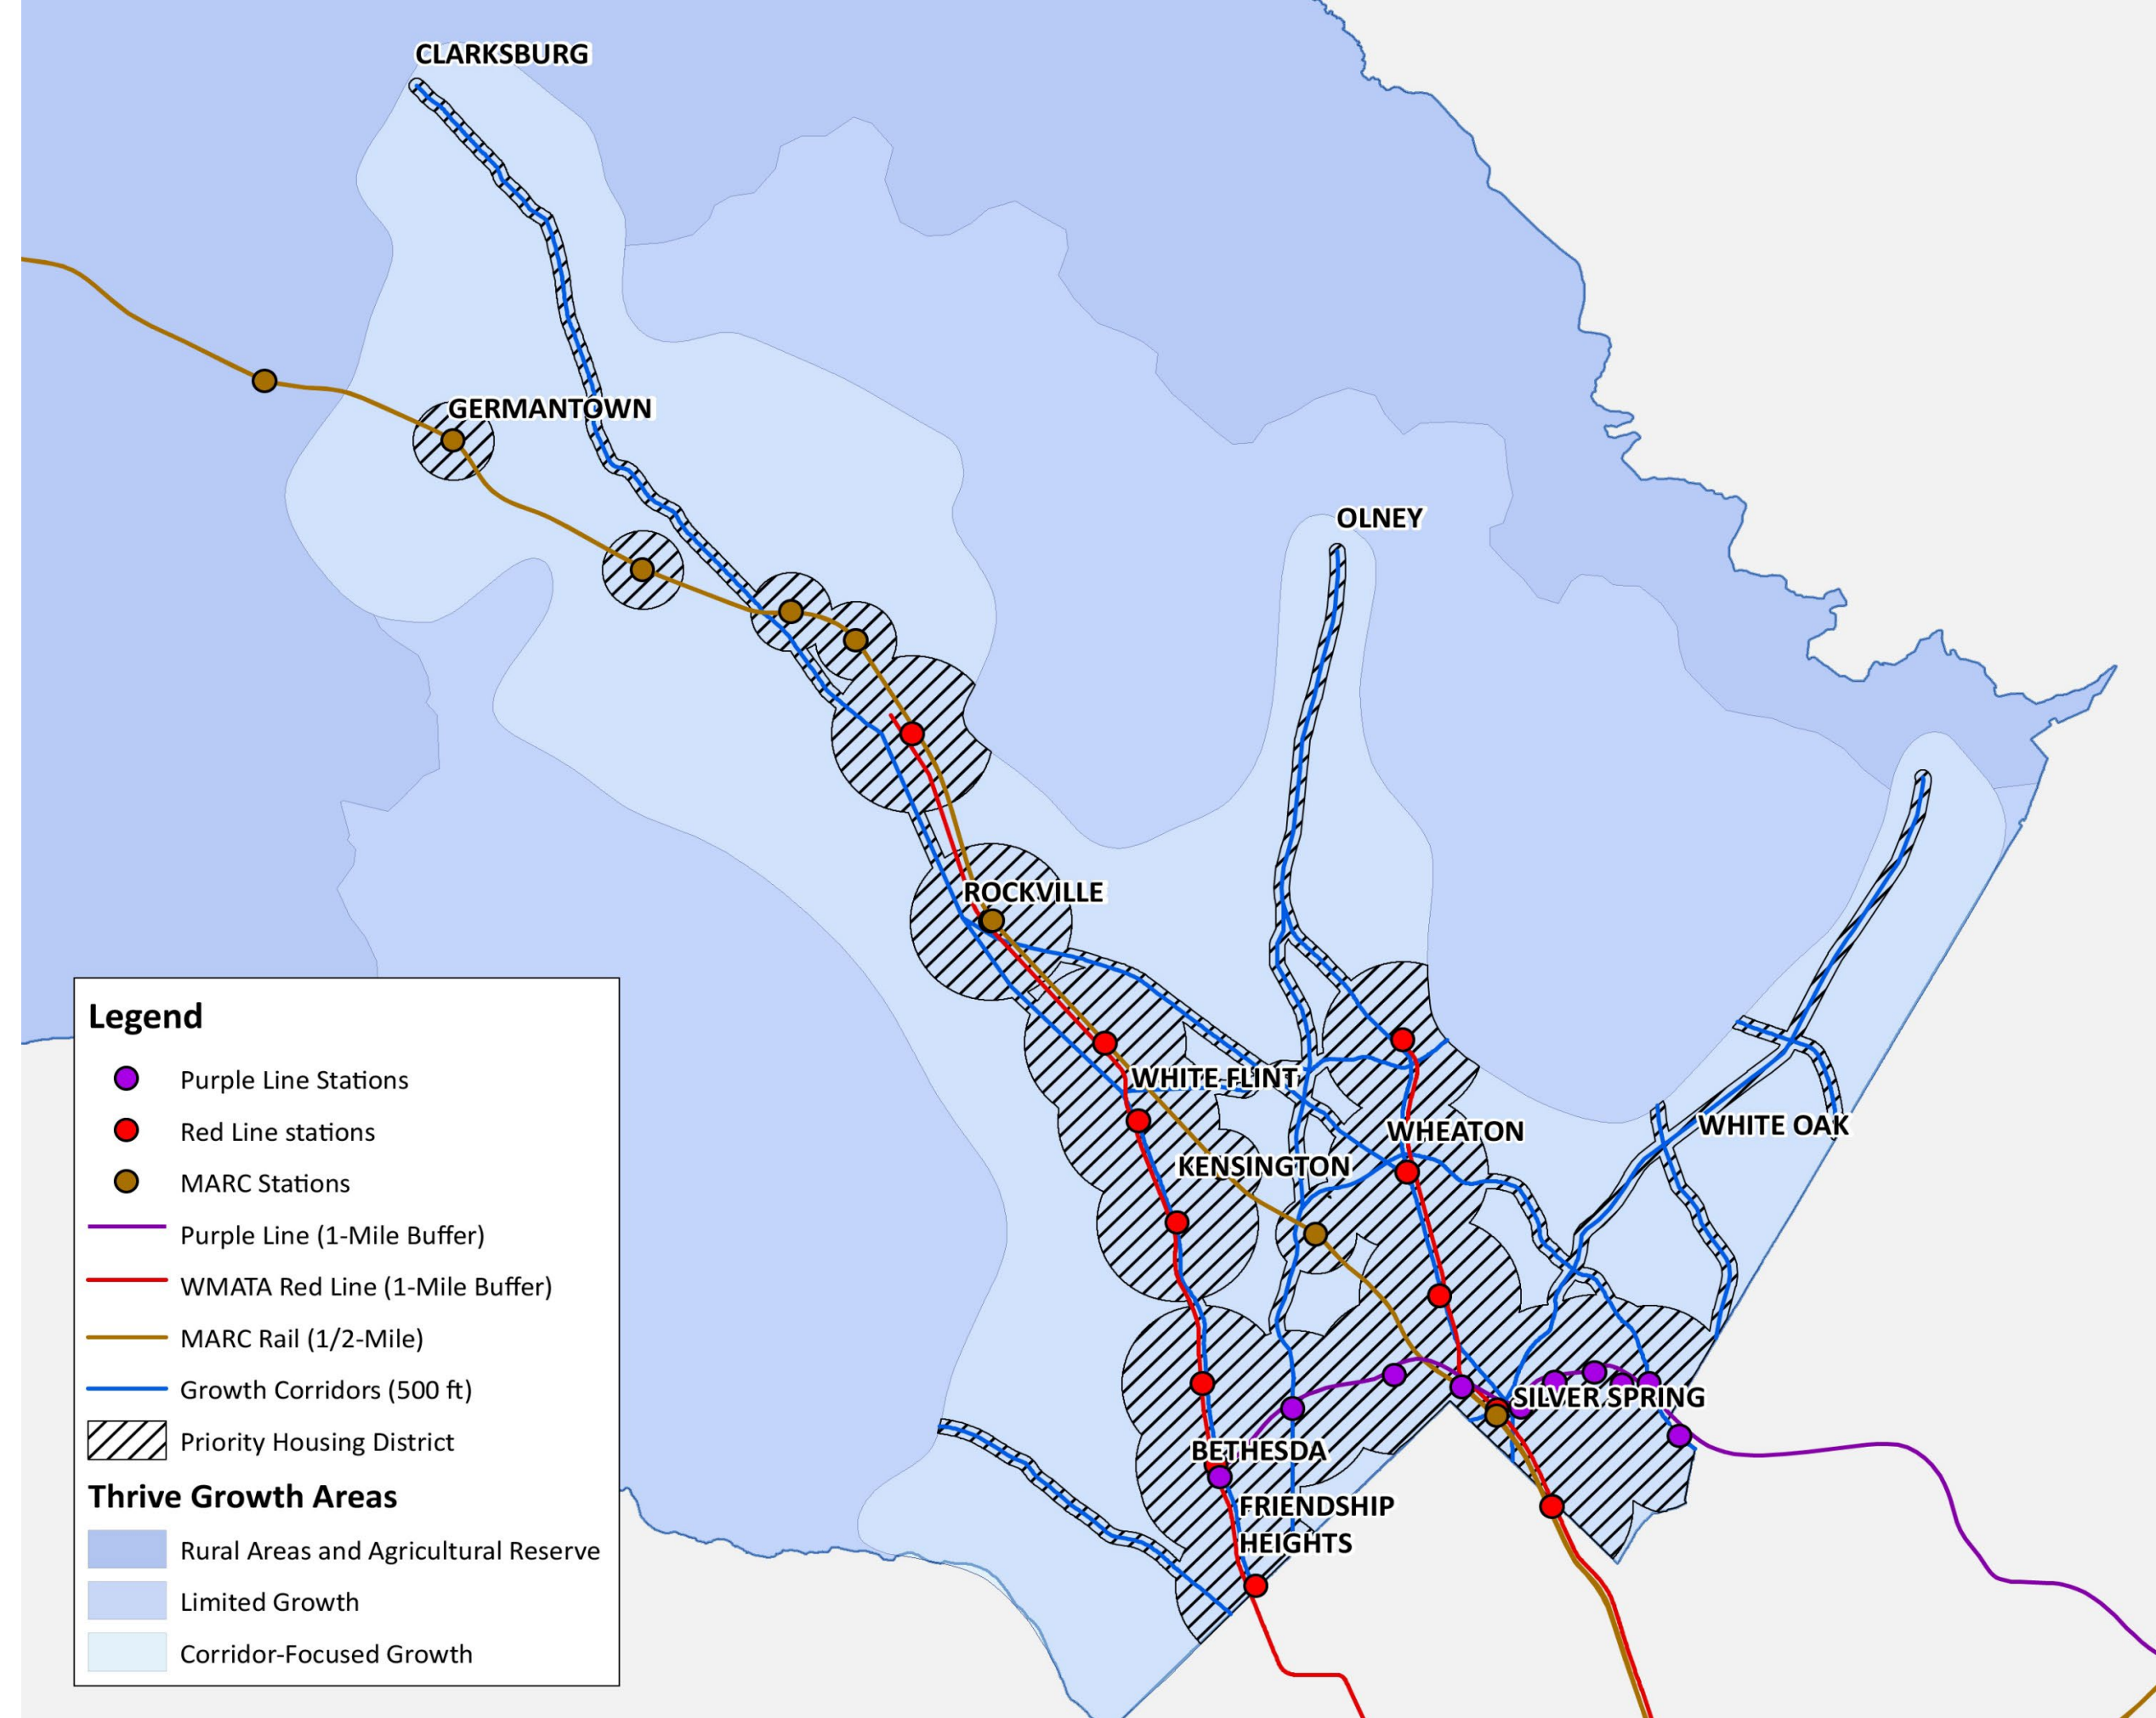 CLARKSBURG
GERMANTOWN
OLNEY
ROCKVILLE
WHITE FLINT
WHEATON
WHITE OAK
KENSINGTON
SILVER SPRING
BETHESDA
FRIENDSHIP
HEIGHTS
Legend
Purple Line Stations
Red Line stations
MARC Stations
Purple Line (1-Mile Buffer)
WMATA Red Line (1-Mile Buffer)
MARC Rail (1/2-Mile)
Growth Corridors (500 ft)
Priority Housing District
Thrive Growth Areas
Rural Areas and Agricultural Reserve
Limited Growth
Corridor-Focused Growth